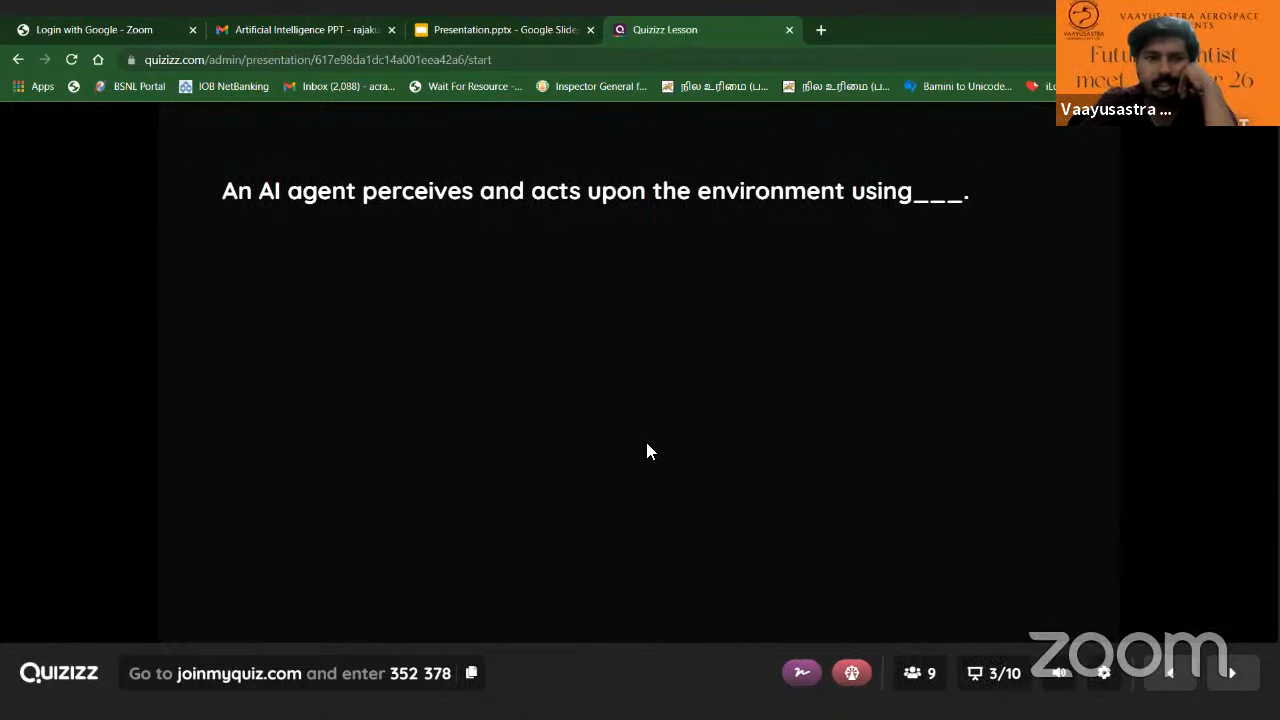 Login with Google - Zoom
Artificial Intelligence PPT - rajaku
Presentation.pptx - Google Slide
Quizizz Lesson
quizizz.com/admin/presentation/617e98da1dc14a001eea42a6/start
Apps
BSNL Portal
IOB NetBanking
Inbox (2,088) - acra...
Wait For Resource -...
Inspector General f...
நில உரிமை (ப...
நில உரிமை (ப...
Bamini to Unicode...
VAAYUSASTRA AEROSPACE
Vaayusastra ...
An AI agent perceives and acts upon the environment using___.
Quizizz
Go to joinmyquiz.com and enter 352 378
9
3/10
zoom